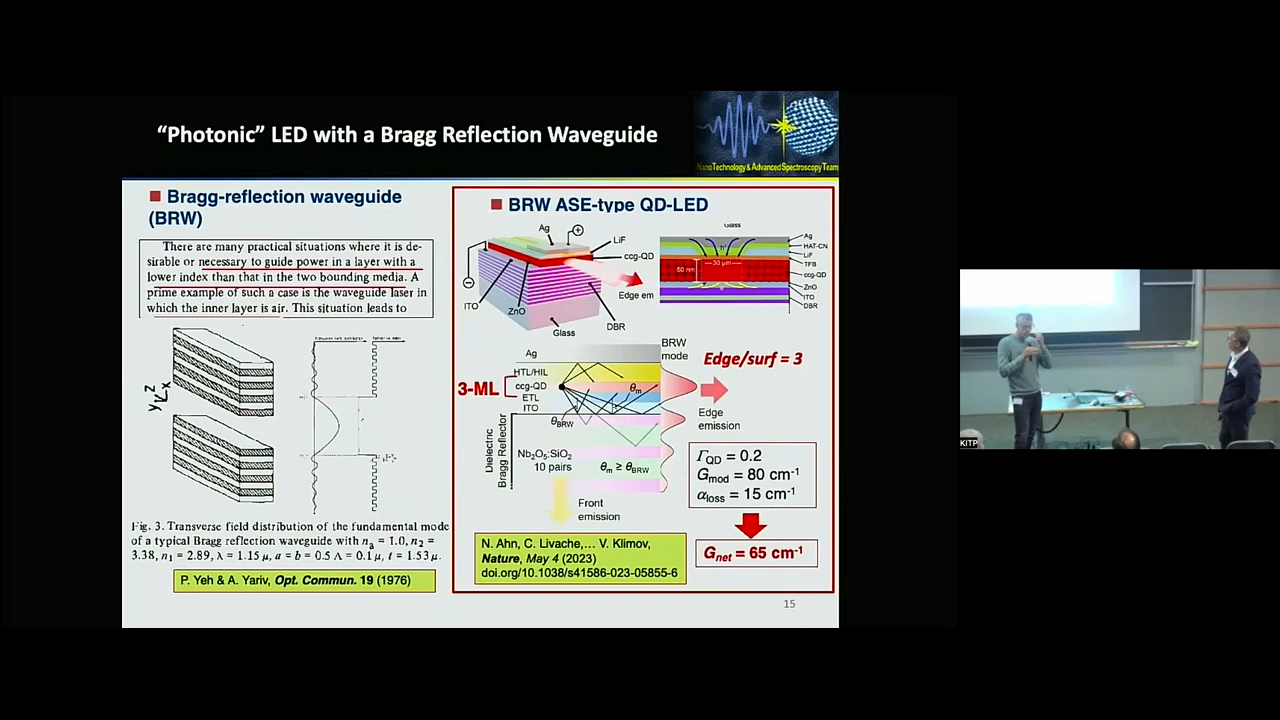 “Photonic” LED with a Bragg Reflection Waveguide
NanoTechnology & Advanced Spectroscopy Team
Bragg-reflection waveguide
(BRW)
There are many practical situations where it is de-
sirable or necessary to guide power in a layer with a
lower index than that in the two bounding media. A
prime example of such a case is the waveguide laser in
which the inner layer is air. This situation leads to
y z
x
Fig. 3. Transverse field distribution of the fundamental mode
of a typical Bragg reflection waveguide with nₐ = 1.0, n₂ =
3.38, n₁ = 2.89, λ = 1.15 μ, a = b = 0.5 Λ = 0.1 μ, t = 1.53 μ.
P. Yeh & A. Yariv, Opt. Commun. 19 (1976)
BRW ASE-type QD-LED
Ag
LiF
ccg-QD
Edge em
ITO
ZnO
DBR
Glass
Glass
Ag
HAT-CN
LiF
TFB
ccg-QD
ZnO
ITO
DBR
50 nm
30 μm
BRW
mode
Ag
HTL/HIL
ccg-QD
ETL
ITO
3-ML
θm
θBRW
Dielectric
Bragg Reflector
Nb₂O₅:SiO₂
10 pairs
θm ≥ θBRW
Edge/surf = 3
Edge
emission
Front
emission
ΓQD = 0.2
Gmod = 80 cm⁻¹
αloss = 15 cm⁻¹
Gnet = 65 cm⁻¹
N. Ahn, C. Livache,… V. Klimov,
Nature, May 4 (2023)
doi.org/10.1038/s41586-023-05855-6
15
KITP